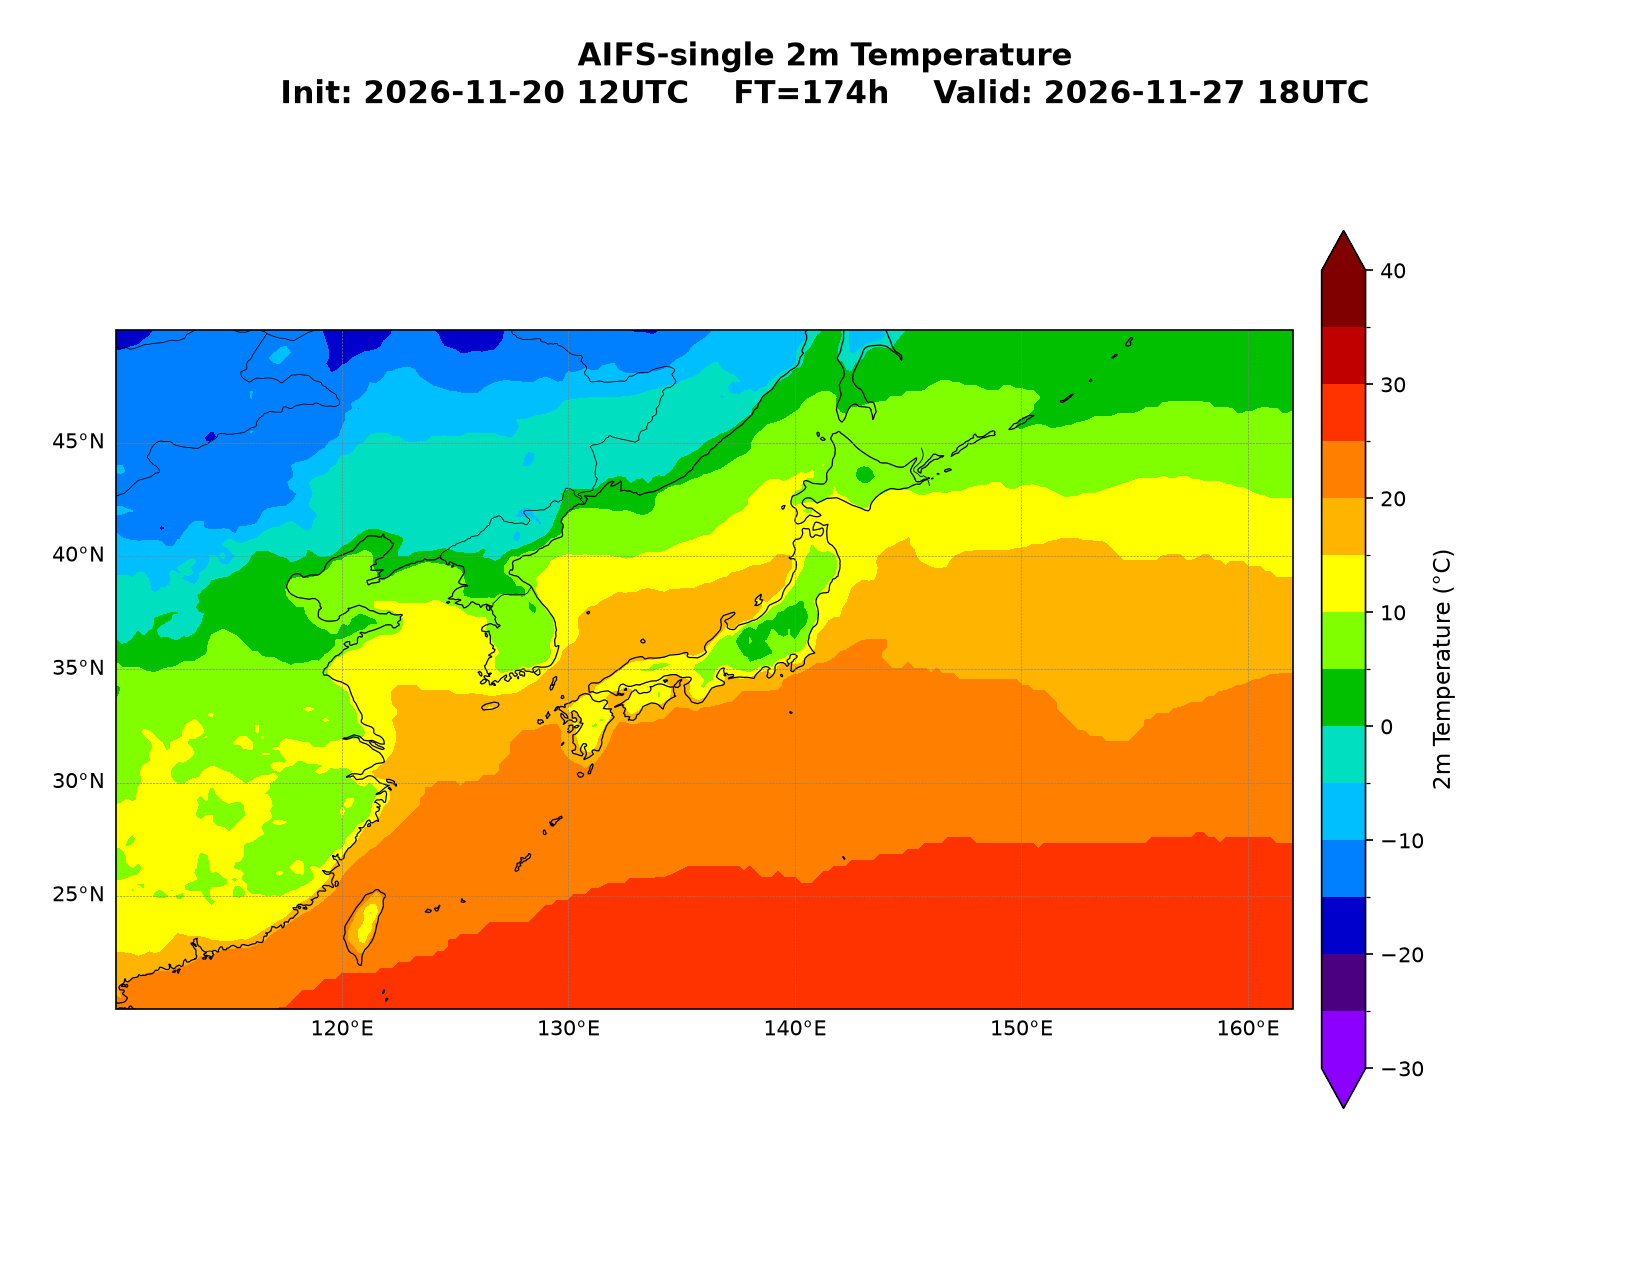 AIFS-single 2m Temperature
Init: 2026-11-20 12UTC    FT=174h    Valid: 2026-11-27 18UTC
45°N
40°N
35°N
30°N
25°N
120°E
130°E
140°E
150°E
160°E
40
30
20
10
0
−10
−20
−30
2m Temperature (°C)